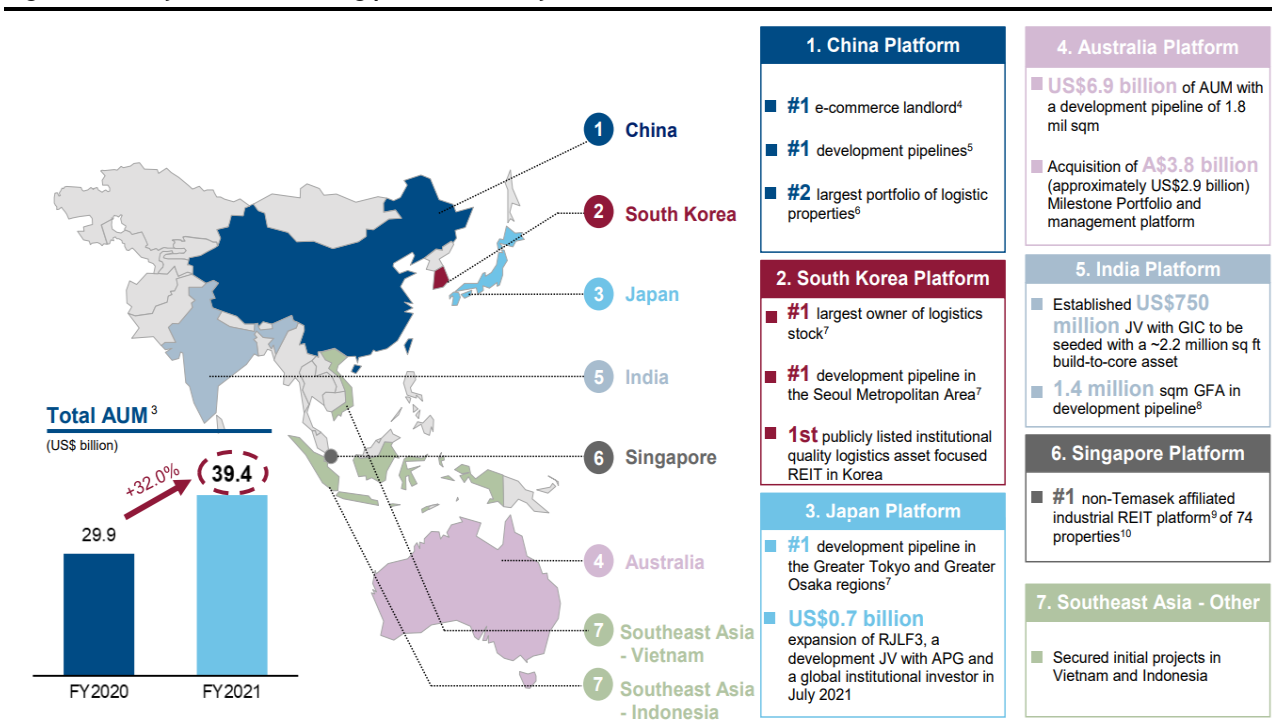 1
China
2
South Korea
3
Japan
5
India
6
Singapore
4
Australia
7
Southeast Asia
- Vietnam
7
Southeast Asia
- Indonesia
Total AUM 3
(US$ billion)
+32.0%
39.4
29.9
FY2020
FY2021
1. China Platform
#1 e-commerce landlord4
#1 development pipelines5
#2 largest portfolio of logistic
properties6
2. South Korea Platform
#1 largest owner of logistics
stock7
#1 development pipeline in
the Seoul Metropolitan Area7
1st publicly listed institutional
quality logistics asset focused
REIT in Korea
3. Japan Platform
#1 development pipeline in
the Greater Tokyo and Greater
Osaka regions7
US$0.7 billion
expansion of RJLF3, a
development JV with APG and
a global institutional investor in
July 2021
4. Australia Platform
US$6.9 billion of AUM with
a development pipeline of 1.8
mil sqm
Acquisition of A$3.8 billion
(approximately US$2.9 billion)
Milestone Portfolio and
management platform
5. India Platform
Established US$750
million JV with GIC to be
seeded with a ~2.2 million sq ft
build-to-core asset
1.4 million sqm GFA in
development pipeline8
6. Singapore Platform
#1 non-Temasek affiliated
industrial REIT platform9 of 74
properties10
7. Southeast Asia - Other
Secured initial projects in
Vietnam and Indonesia